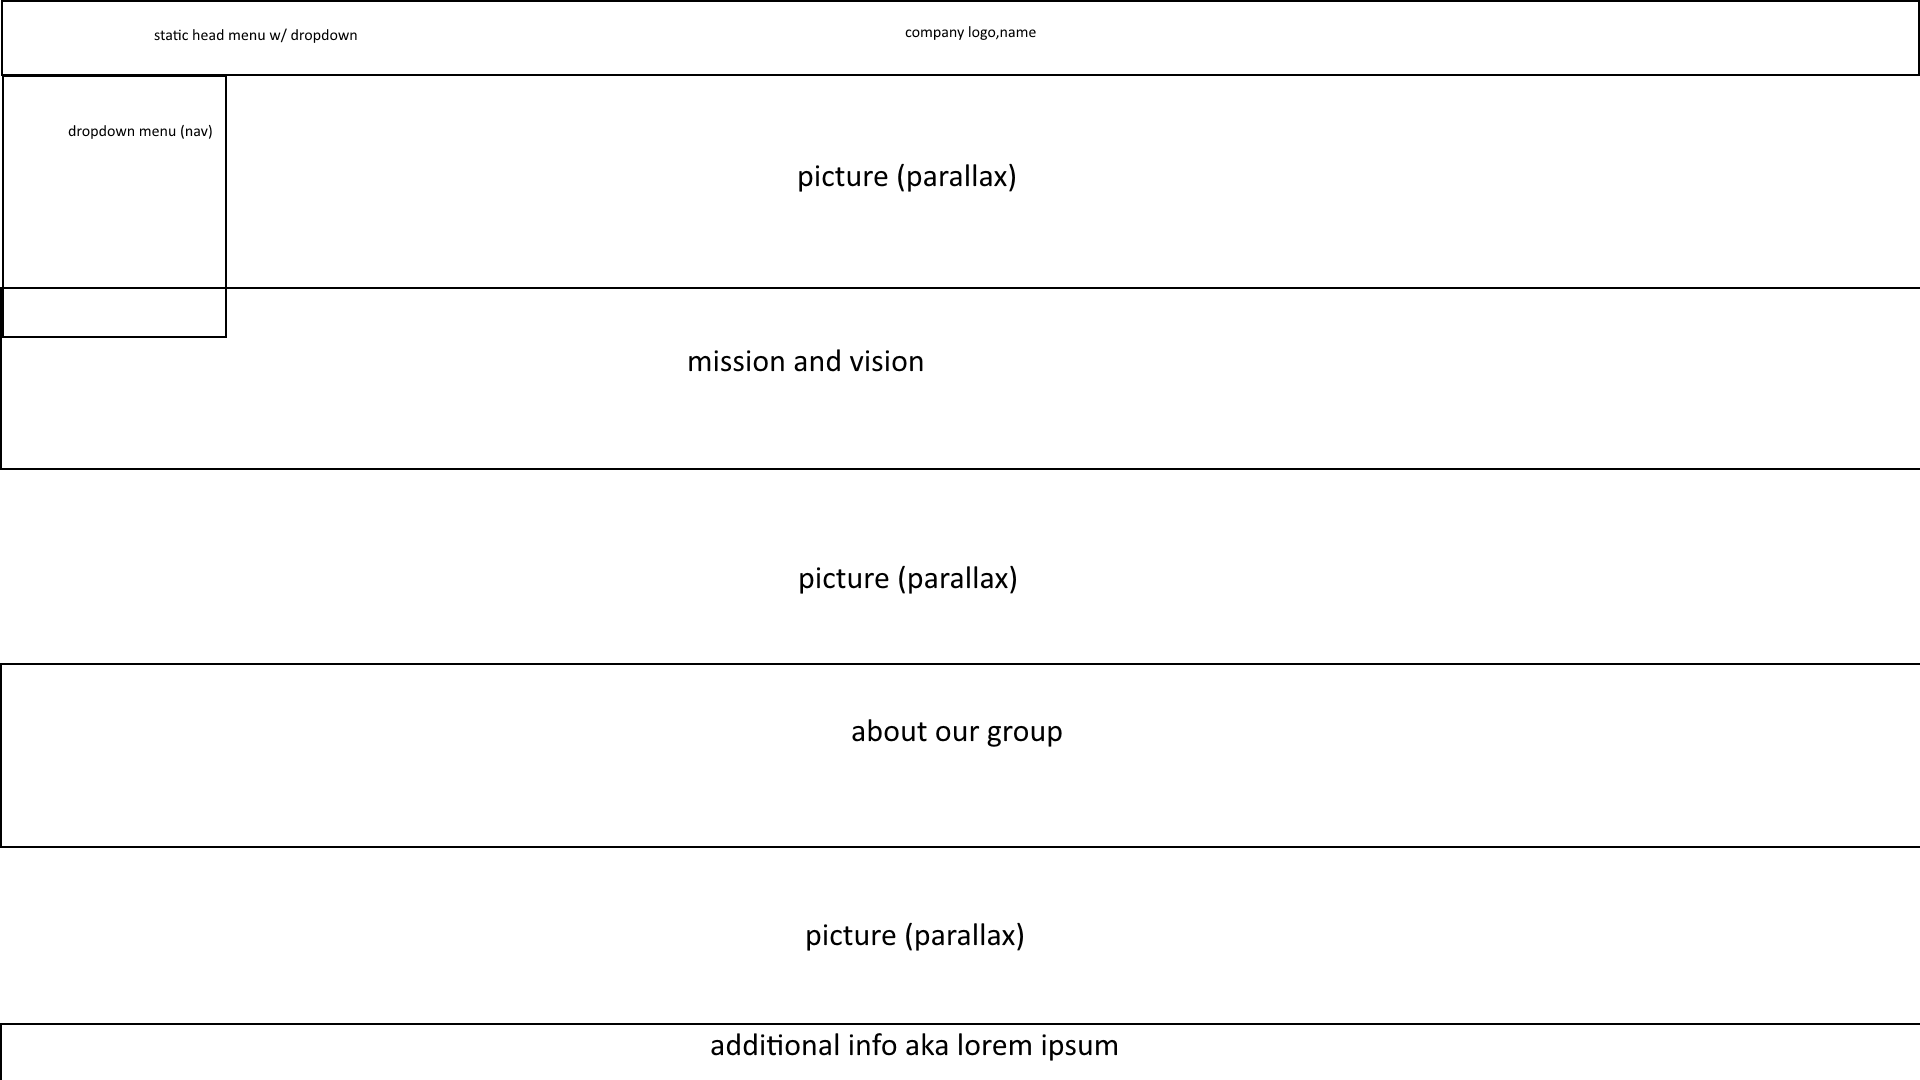 static head menu w/ dropdown
company logo,name
dropdown menu (nav)
picture (parallax)
mission and vision
picture (parallax)
about our group
picture (parallax)
additional info aka lorem ipsum